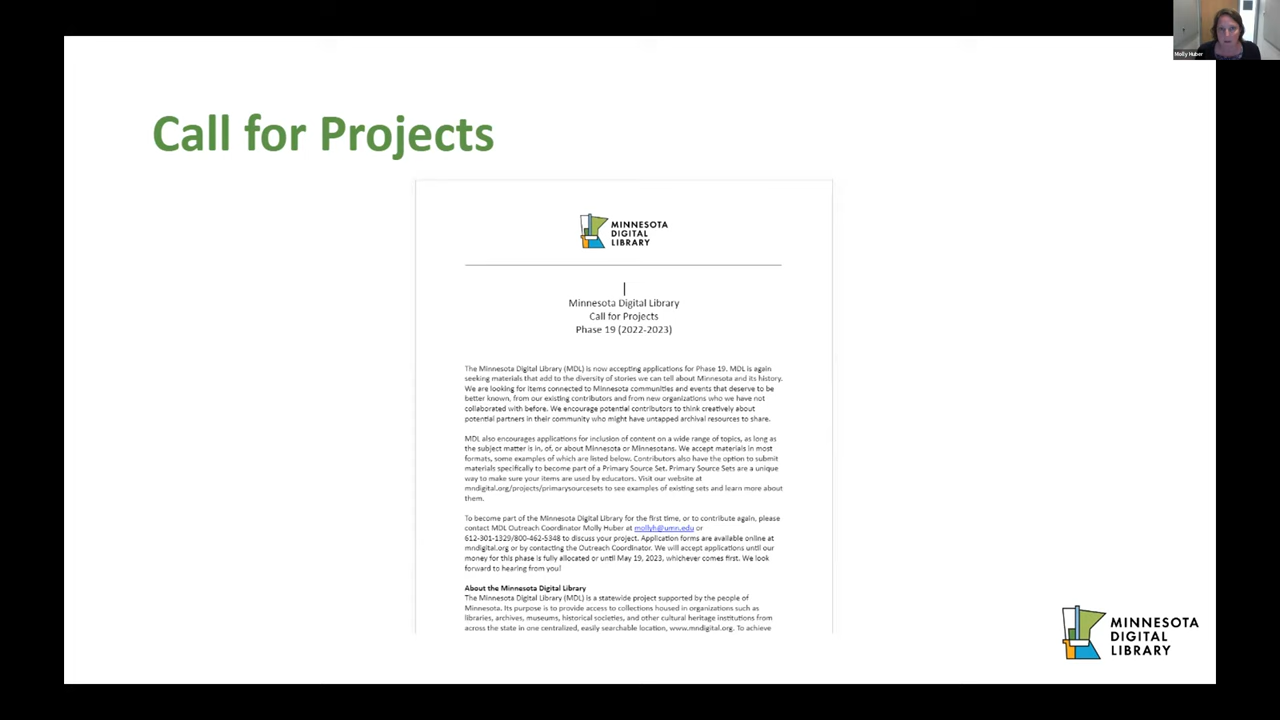 Molly Huber
Call for Projects
MINNESOTA
DIGITAL
LIBRARY
Minnesota Digital Library
Call for Projects
Phase 19 (2022-2023)
The Minnesota Digital Library (MDL) is now accepting applications for Phase 19. MDL is again
seeking materials that add to the diversity of stories we can tell about Minnesota and its history.
We are looking for items connected to Minnesota communities and events that deserve to be
better known, from our existing contributors and from new organizations who we have not
collaborated with before. We encourage potential contributors to think creatively about
potential partners in their community who might have untapped archival resources to share.
MDL also encourages applications for inclusion of content on a wide range of topics, as long as
the subject matter is in, of, or about Minnesota or Minnesotans. We accept materials in most
formats, some examples of which are listed below. Contributors also have the option to submit
materials specifically to become part of a Primary Source Set. Primary Source Sets are a unique
way to make sure your items are used by educators. Visit our website at
mndigital.org/projects/primarysourcesets to see examples of existing sets and learn more about
them.
To become part of the Minnesota Digital Library for the first time, or to contribute again, please
contact MDL Outreach Coordinator Molly Huber at mollyh@umn.edu or
612-301-1329/800-462-5348 to discuss your project. Application forms are available online at
mndigital.org or by contacting the Outreach Coordinator. We will accept applications until our
money for this phase is fully allocated or until May 19, 2023, whichever comes first. We look
forward to hearing from you!
About the Minnesota Digital Library
The Minnesota Digital Library (MDL) is a statewide project supported by the people of
Minnesota. Its purpose is to provide access to collections housed in organizations such as
libraries, archives, museums, historical societies, and other cultural heritage institutions from
across the state in one centralized, easily searchable location, www.mndigital.org. To achieve
MINNESOTA
DIGITAL
LIBRARY